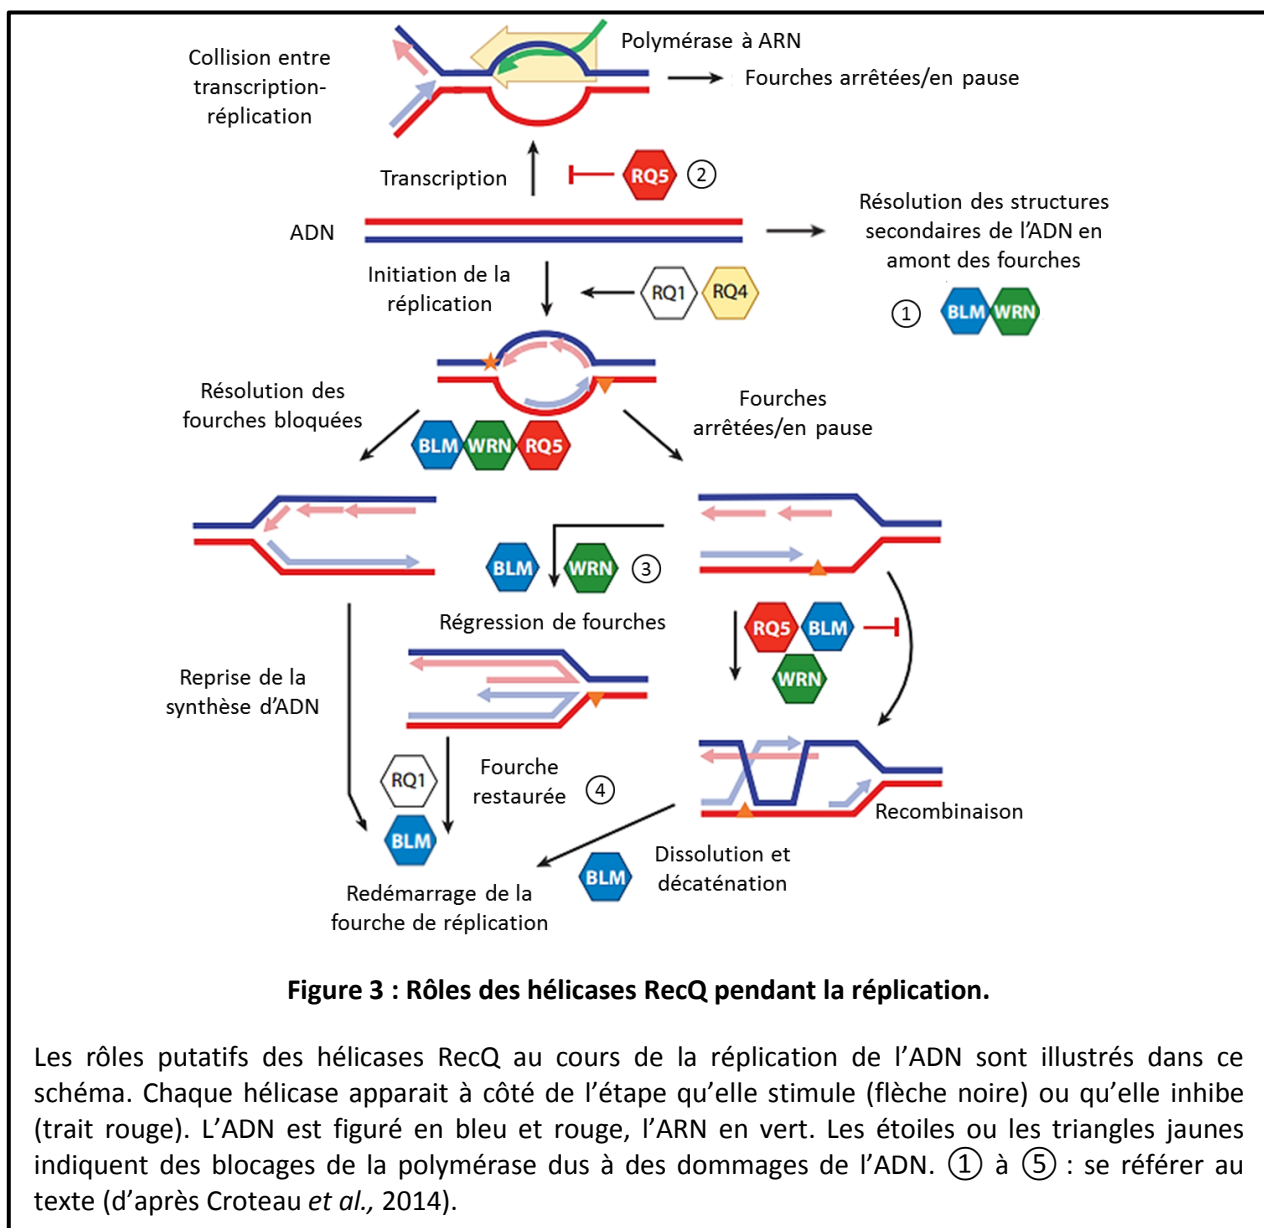 Collision entre
transcription-
réplication
Polymérase à ARN
Fourches arrêtées/en pause
Transcription
RQ5
②
ADN
Résolution des structures
secondaires de l'ADN en
amont des fourches
①
BLM
WRN
Initiation de la
réplication
RQ1
RQ4
Résolution des
fourches bloquées
BLM
WRN
RQ5
Fourches
arrêtées/en pause
BLM
WRN
③
Régression de fourches
RQ5
BLM
WRN
Reprise de la
synthèse d'ADN
RQ1
BLM
Fourche
restaurée
④
Recombinaison
BLM
Dissolution et
décaténation
Redémarrage de la
fourche de réplication
Figure 3 : Rôles des hélicases RecQ pendant la réplication.
Les rôles putatifs des hélicases RecQ au cours de la réplication de l'ADN sont illustrés dans ce
schéma. Chaque hélicase apparait à côté de l'étape qu'elle stimule (flèche noire) ou qu'elle inhibe
(trait rouge). L'ADN est figuré en bleu et rouge, l'ARN en vert. Les étoiles ou les triangles jaunes
indiquent des blocages de la polymérase dus à des dommages de l'ADN. ① à ⑤ : se référer au
texte (d'après Croteau et al., 2014).